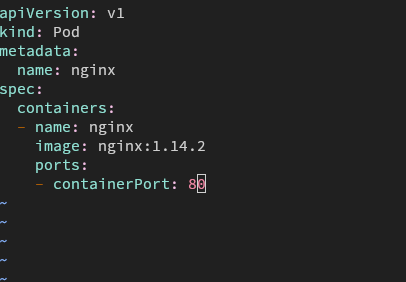 apiVersion: v1
kind: Pod
metadata:
  name: nginx
spec:
  containers:
  - name: nginx
    image: nginx:1.14.2
    ports:
    - containerPort: 80
~
~
~
~
~